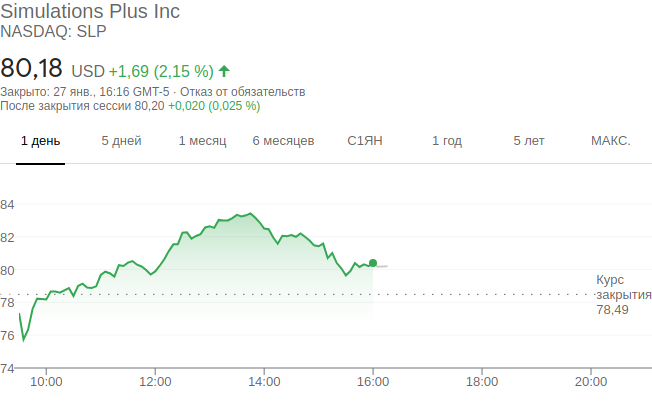 Simulations Plus Inc
NASDAQ: SLP
80,18 USD +1,69 (2,15 %)
Закрыто: 27 янв., 16:16 GMT-5 · Отказ от обязательств
После закрытия сессии 80,20 +0,020 (0,025 %)
1 день 5 дней 1 месяц 6 месяцев С1ЯН 1 год 5 лет МАКС.
84
82
80
Курс
закрытия
78,49
78
76
74
10:00 12:00 14:00 16:00 18:00 20:00